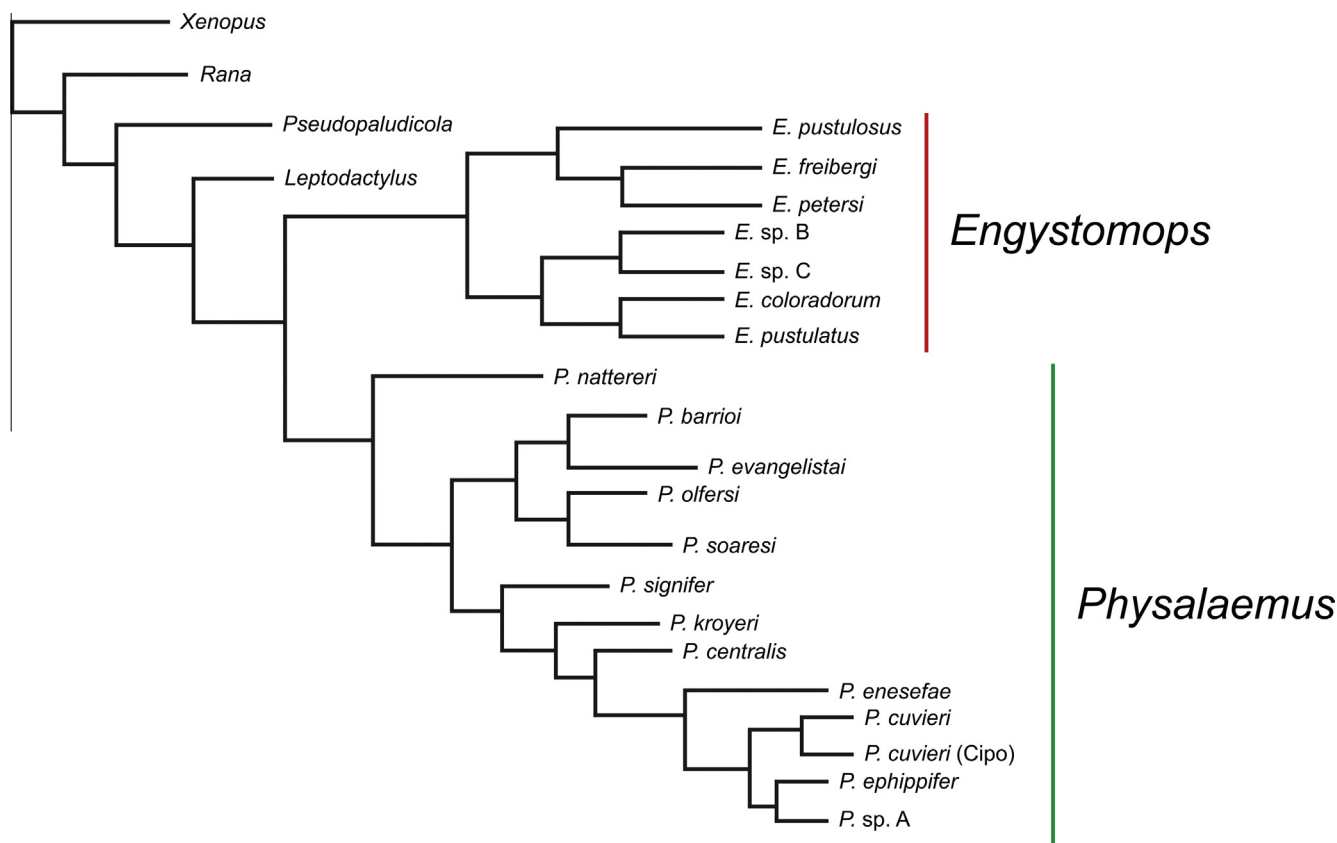 Xenopus
Rana
Pseudopaludicola
Leptodactylus
E. pustulosus
E. freibergi
E. petersi
E. sp. B
E. sp. C
E. coloradorum
E. pustulatus
Engystomops
P. nattereri
P. barrioi
P. evangelistai
P. olfersi
P. soaresi
P. signifer
P. kroyeri
P. centralis
P. enesefae
P. cuvieri
P. cuvieri (Cipo)
P. ephippifer
P. sp. A
Physalaemus